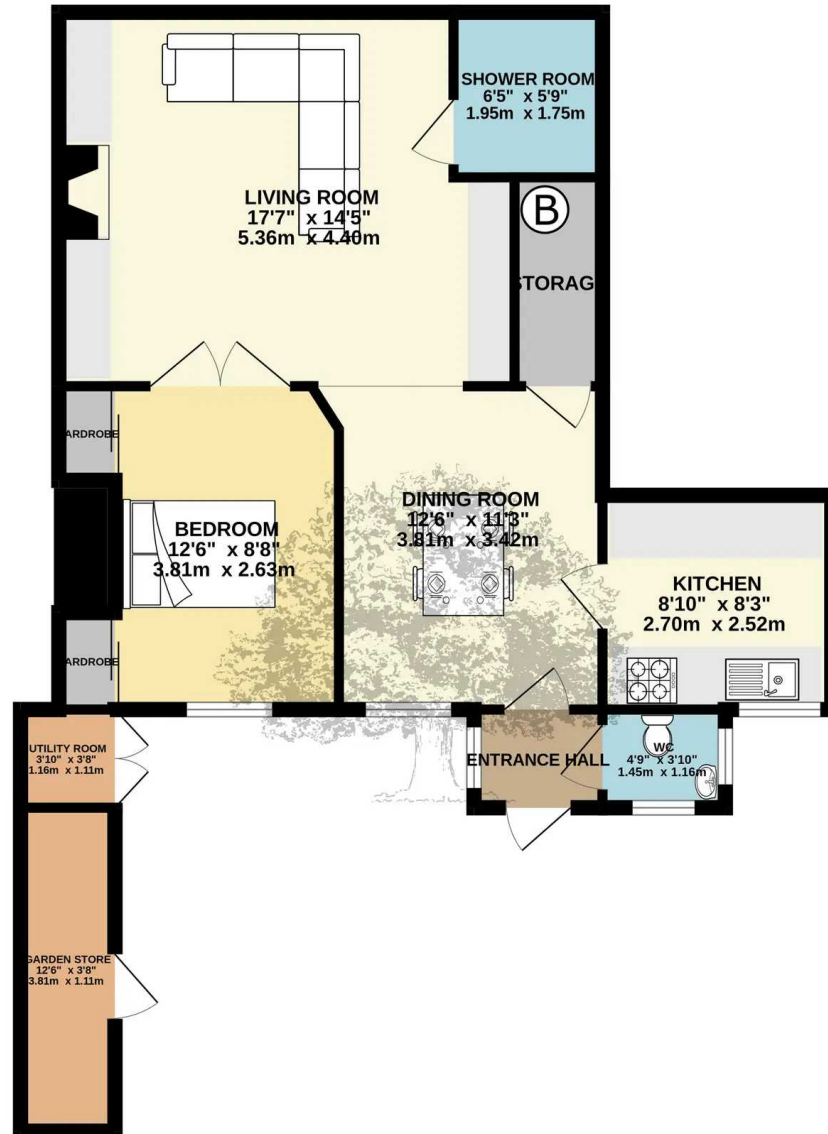 SHOWER ROOM
6'5" x 5'9"
1.95m x 1.75m
LIVING ROOM
17'7" x 14'5"
5.36m x 4.40m
B
STORAG
ARDROBE
DINING ROOM
12'6" x 11'3"
3.81m x 3.42m
BEDROOM
12'6" x 8'8"
3.81m x 2.63m
KITCHEN
8'10" x 8'3"
2.70m x 2.52m
ARDROBE
UTILITY ROOM
3'10" x 3'8"
1.16m x 1.11m
ENTRANCE HALL
WC
4'9" x 3'10"
1.45m x 1.16m
GARDEN STORE
12'6" x 3'8"
3.81m x 1.11m